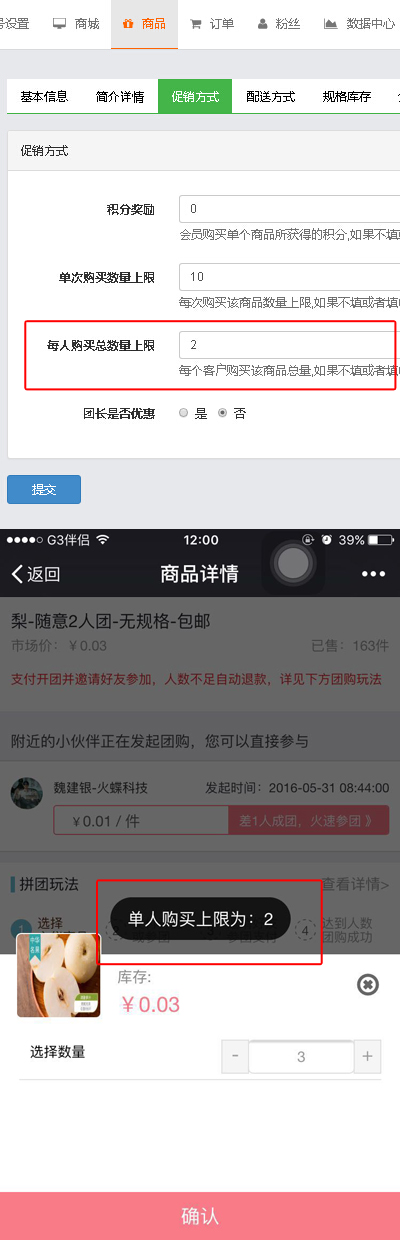 号设置 商城 商品 订单 粉丝 数据中心
基本信息 简介详情 促销方式 配送方式 规格库存
促销方式
积分奖励 0
会员购买单个商品所获得的积分,如果不填或
单次购买数量上限 10
每次购买该商品数量上限,如果不填或者填
每人购买总数量上限 2
每个客户购买该商品总量,如果不填或者填
团长是否优惠 是 否
提交
G3伴侣 12:00 39%
返回 商品详情
梨-随意2人团-无规格-包邮
市场价: ¥0.03 已售: 163件
支付开团并邀请好友参加，人数不足自动退款，详见下方团购玩法
附近的小伙伴正在发起团购，您可以直接参与
魏建银-火蝶科技 发起时间：2016-05-31 08:44:00
¥0.01 / 件 差1人成团，火速参团 》
拼团玩法 查看详情>
单人购买上限为：2
1 选择 4 达到人数
团购成功
库存:
¥0.03
选择数量 - 3 +
确认